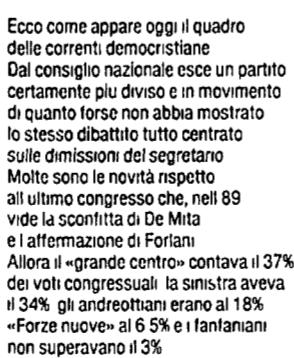 Ecco come appare oggi il quadro
delle correnti democristiane
Dal consiglio nazionale esce un partito
certamente piu diviso e in movimento
di quanto forse non abbia mostrato
lo stesso dibattito tutto centrato
sulle dimissioni del segretario
Molte sono le novità rispetto
all ultimo congresso che, nell 89
vide la sconfitta di De Mita
e l affermazione di Forlani
Allora il «grande centro» contava il 37%
dei voti congressuali la sinistra aveva
il 34% gli andreottiani erano al 18%
«Forze nuove» al 6 5% e i fanfaniani
non superavano il 3%